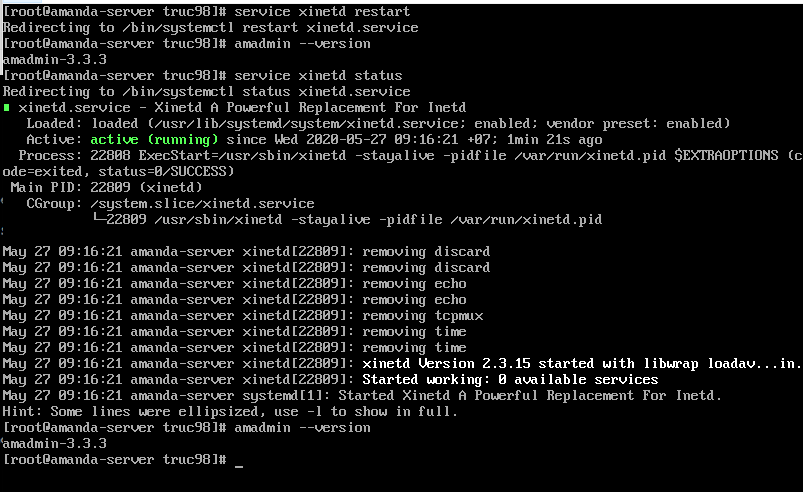 [root@amanda-server truc98]# service xinetd restart
Redirecting to /bin/systemctl restart xinetd.service
[root@amanda-server truc98]# amadmin --version
amadmin-3.3.3
[root@amanda-server truc98]# service xinetd status
Redirecting to /bin/systemctl status xinetd.service
■ xinetd.service - Xinetd A Powerful Replacement For Inetd
   Loaded: loaded (/usr/lib/systemd/system/xinetd.service; enabled; vendor preset: enabled)
   Active: active (running) since Wed 2020-05-27 09:16:21 +07; 1min 21s ago
  Process: 22808 ExecStart=/usr/sbin/xinetd -stayalive -pidfile /var/run/xinetd.pid $EXTRAOPTIONS (c
ode=exited, status=0/SUCCESS)
 Main PID: 22809 (xinetd)
   CGroup: /system.slice/xinetd.service
           └─22809 /usr/sbin/xinetd -stayalive -pidfile /var/run/xinetd.pid
May 27 09:16:21 amanda-server xinetd[22809]: removing discard
May 27 09:16:21 amanda-server xinetd[22809]: removing discard
May 27 09:16:21 amanda-server xinetd[22809]: removing echo
May 27 09:16:21 amanda-server xinetd[22809]: removing echo
May 27 09:16:21 amanda-server xinetd[22809]: removing tcpmux
May 27 09:16:21 amanda-server xinetd[22809]: removing time
May 27 09:16:21 amanda-server xinetd[22809]: removing time
May 27 09:16:21 amanda-server xinetd[22809]: xinetd Version 2.3.15 started with libwrap loadav...in.
May 27 09:16:21 amanda-server xinetd[22809]: Started working: 0 available services
May 27 09:16:21 amanda-server systemd[1]: Started Xinetd A Powerful Replacement For Inetd.
Hint: Some lines were ellipsized, use -l to show in full.
[root@amanda-server truc98]# amadmin --version
amadmin-3.3.3
[root@amanda-server truc98]# _